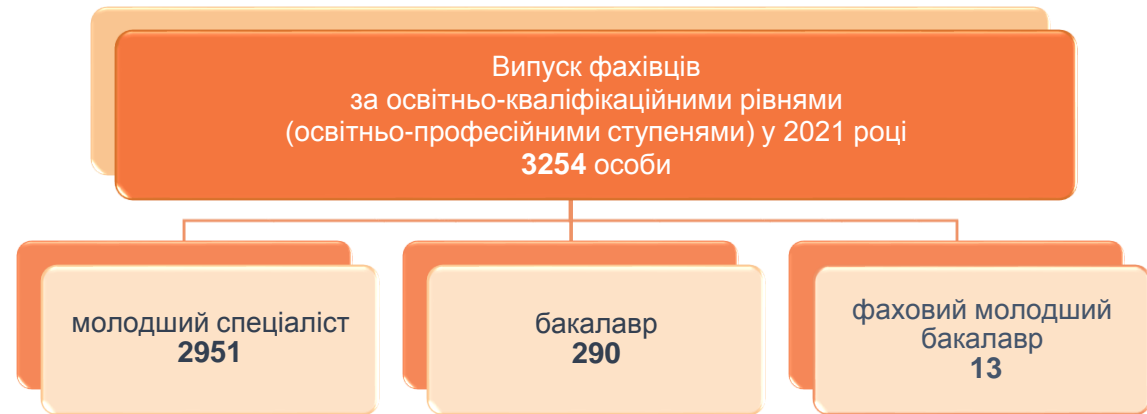 Випуск фахівців
за освітньо-кваліфікаційними рівнями
(освітньо-професійними ступенями) у 2021 році
3254 особи
молодший спеціаліст
2951
бакалавр
290
фаховий молодший
бакалавр
13